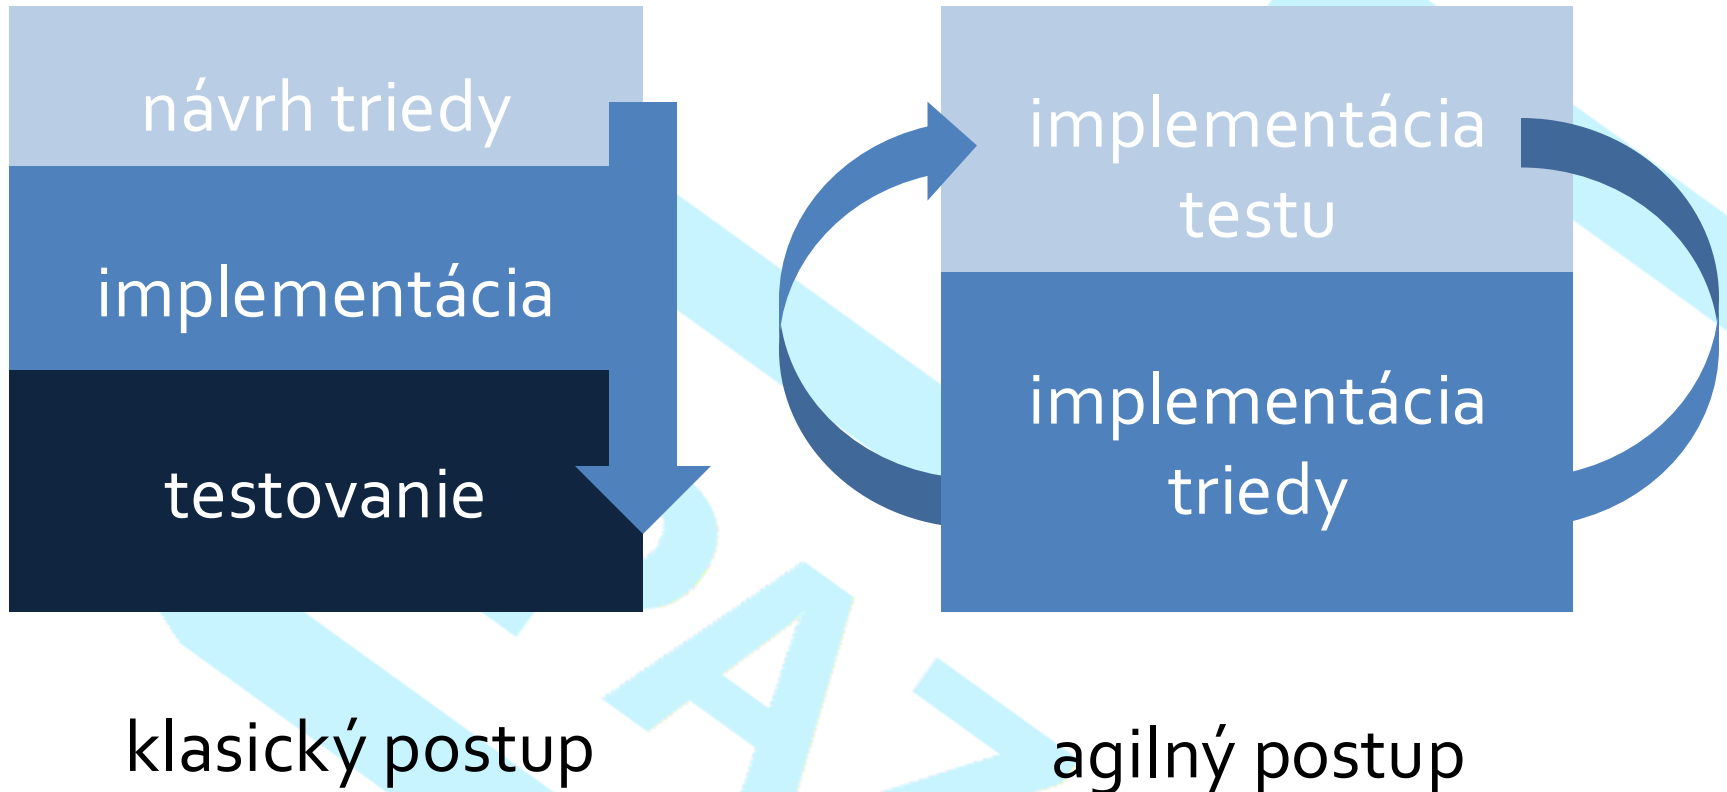 návrh triedy
implementácia
testovanie
klasický postup
implementácia
testu
implementácia
triedy
agilný postup